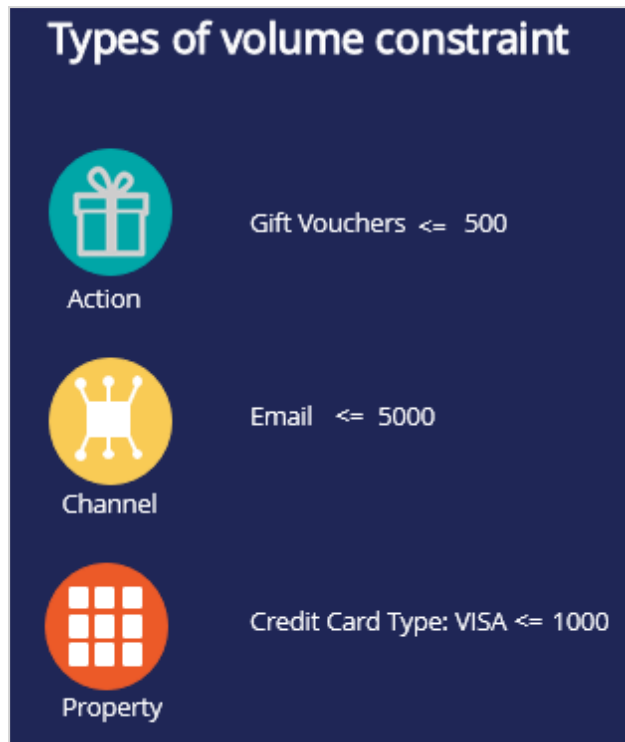 Types of volume constraint
Gift Vouchers <= 500
Action
Email <= 5000
Channel
Credit Card Type: VISA <= 1000
Property